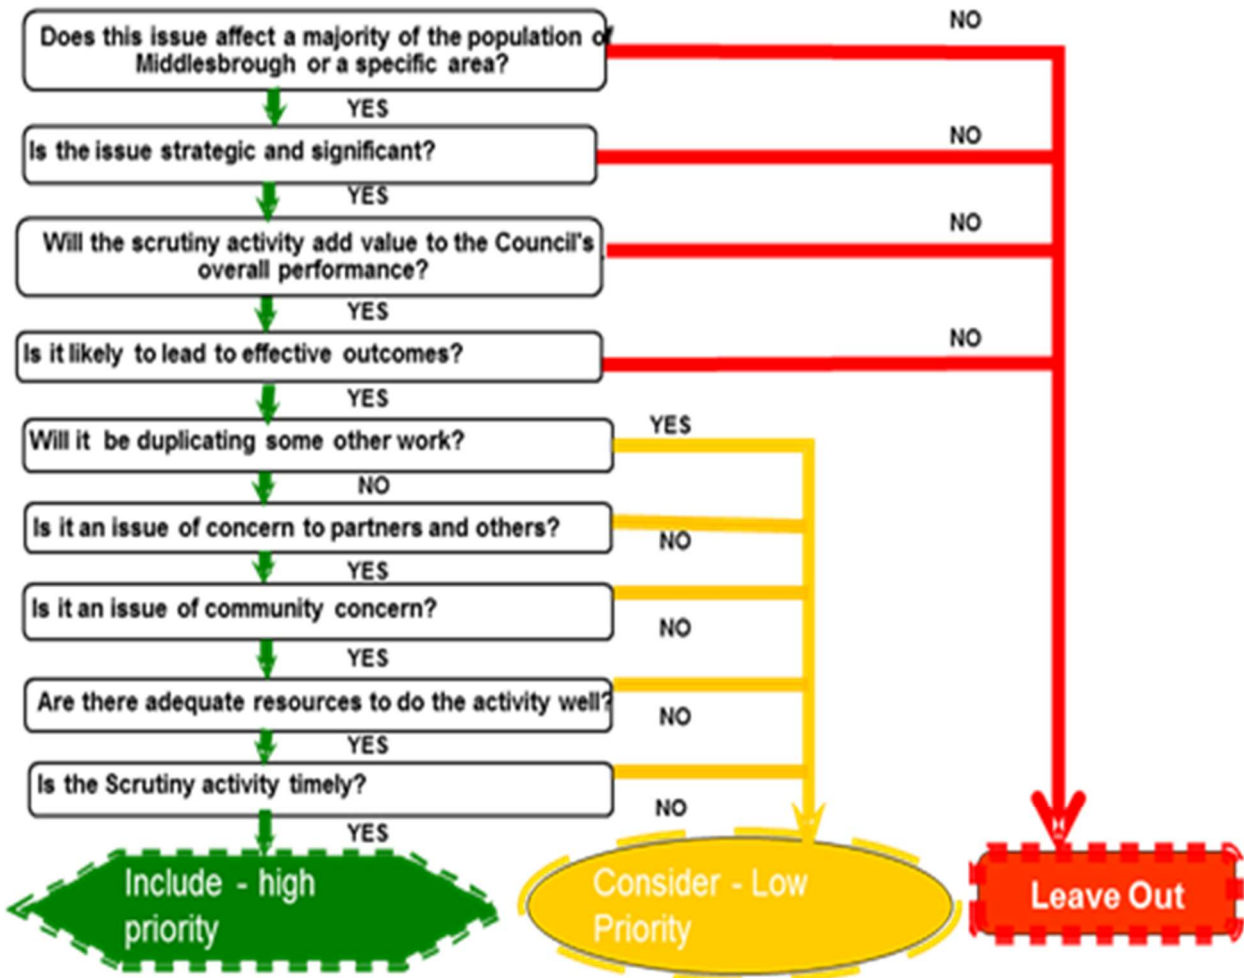 NO
Does this issue affect a majority of the population of
Middlesbrough or a specific area?
YES
NO
Is the issue strategic and significant?
YES
NO
Will the scrutiny activity add value to the Council's
overall performance?
YES
NO
Is it likely to lead to effective outcomes?
YES
YES
Will it be duplicating some other work?
NO
Is it an issue of concern to partners and others?
NO
YES
Is it an issue of community concern?
NO
YES
Are there adequate resources to do the activity well?
NO
YES
Is the Scrutiny activity timely?
NO
YES
Include - high
priority
Consider - Low
Priority
Leave Out